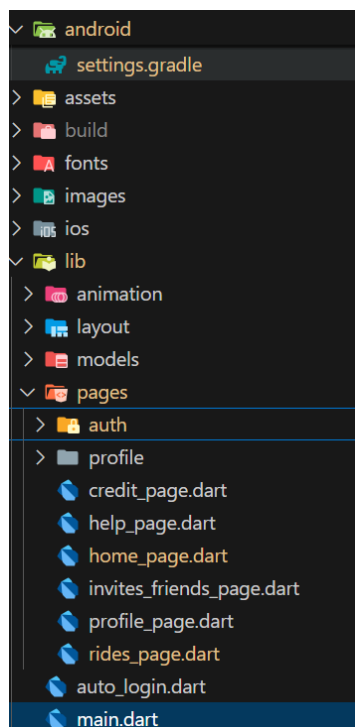 android
settings.gradle
assets
build
fonts
images
iOS ios
lib
animation
layout
models
pages
auth
profile
credit_page.dart
help_page.dart
home_page.dart
invites_friends_page.dart
profile_page.dart
rides_page.dart
auto_login.dart
main.dart